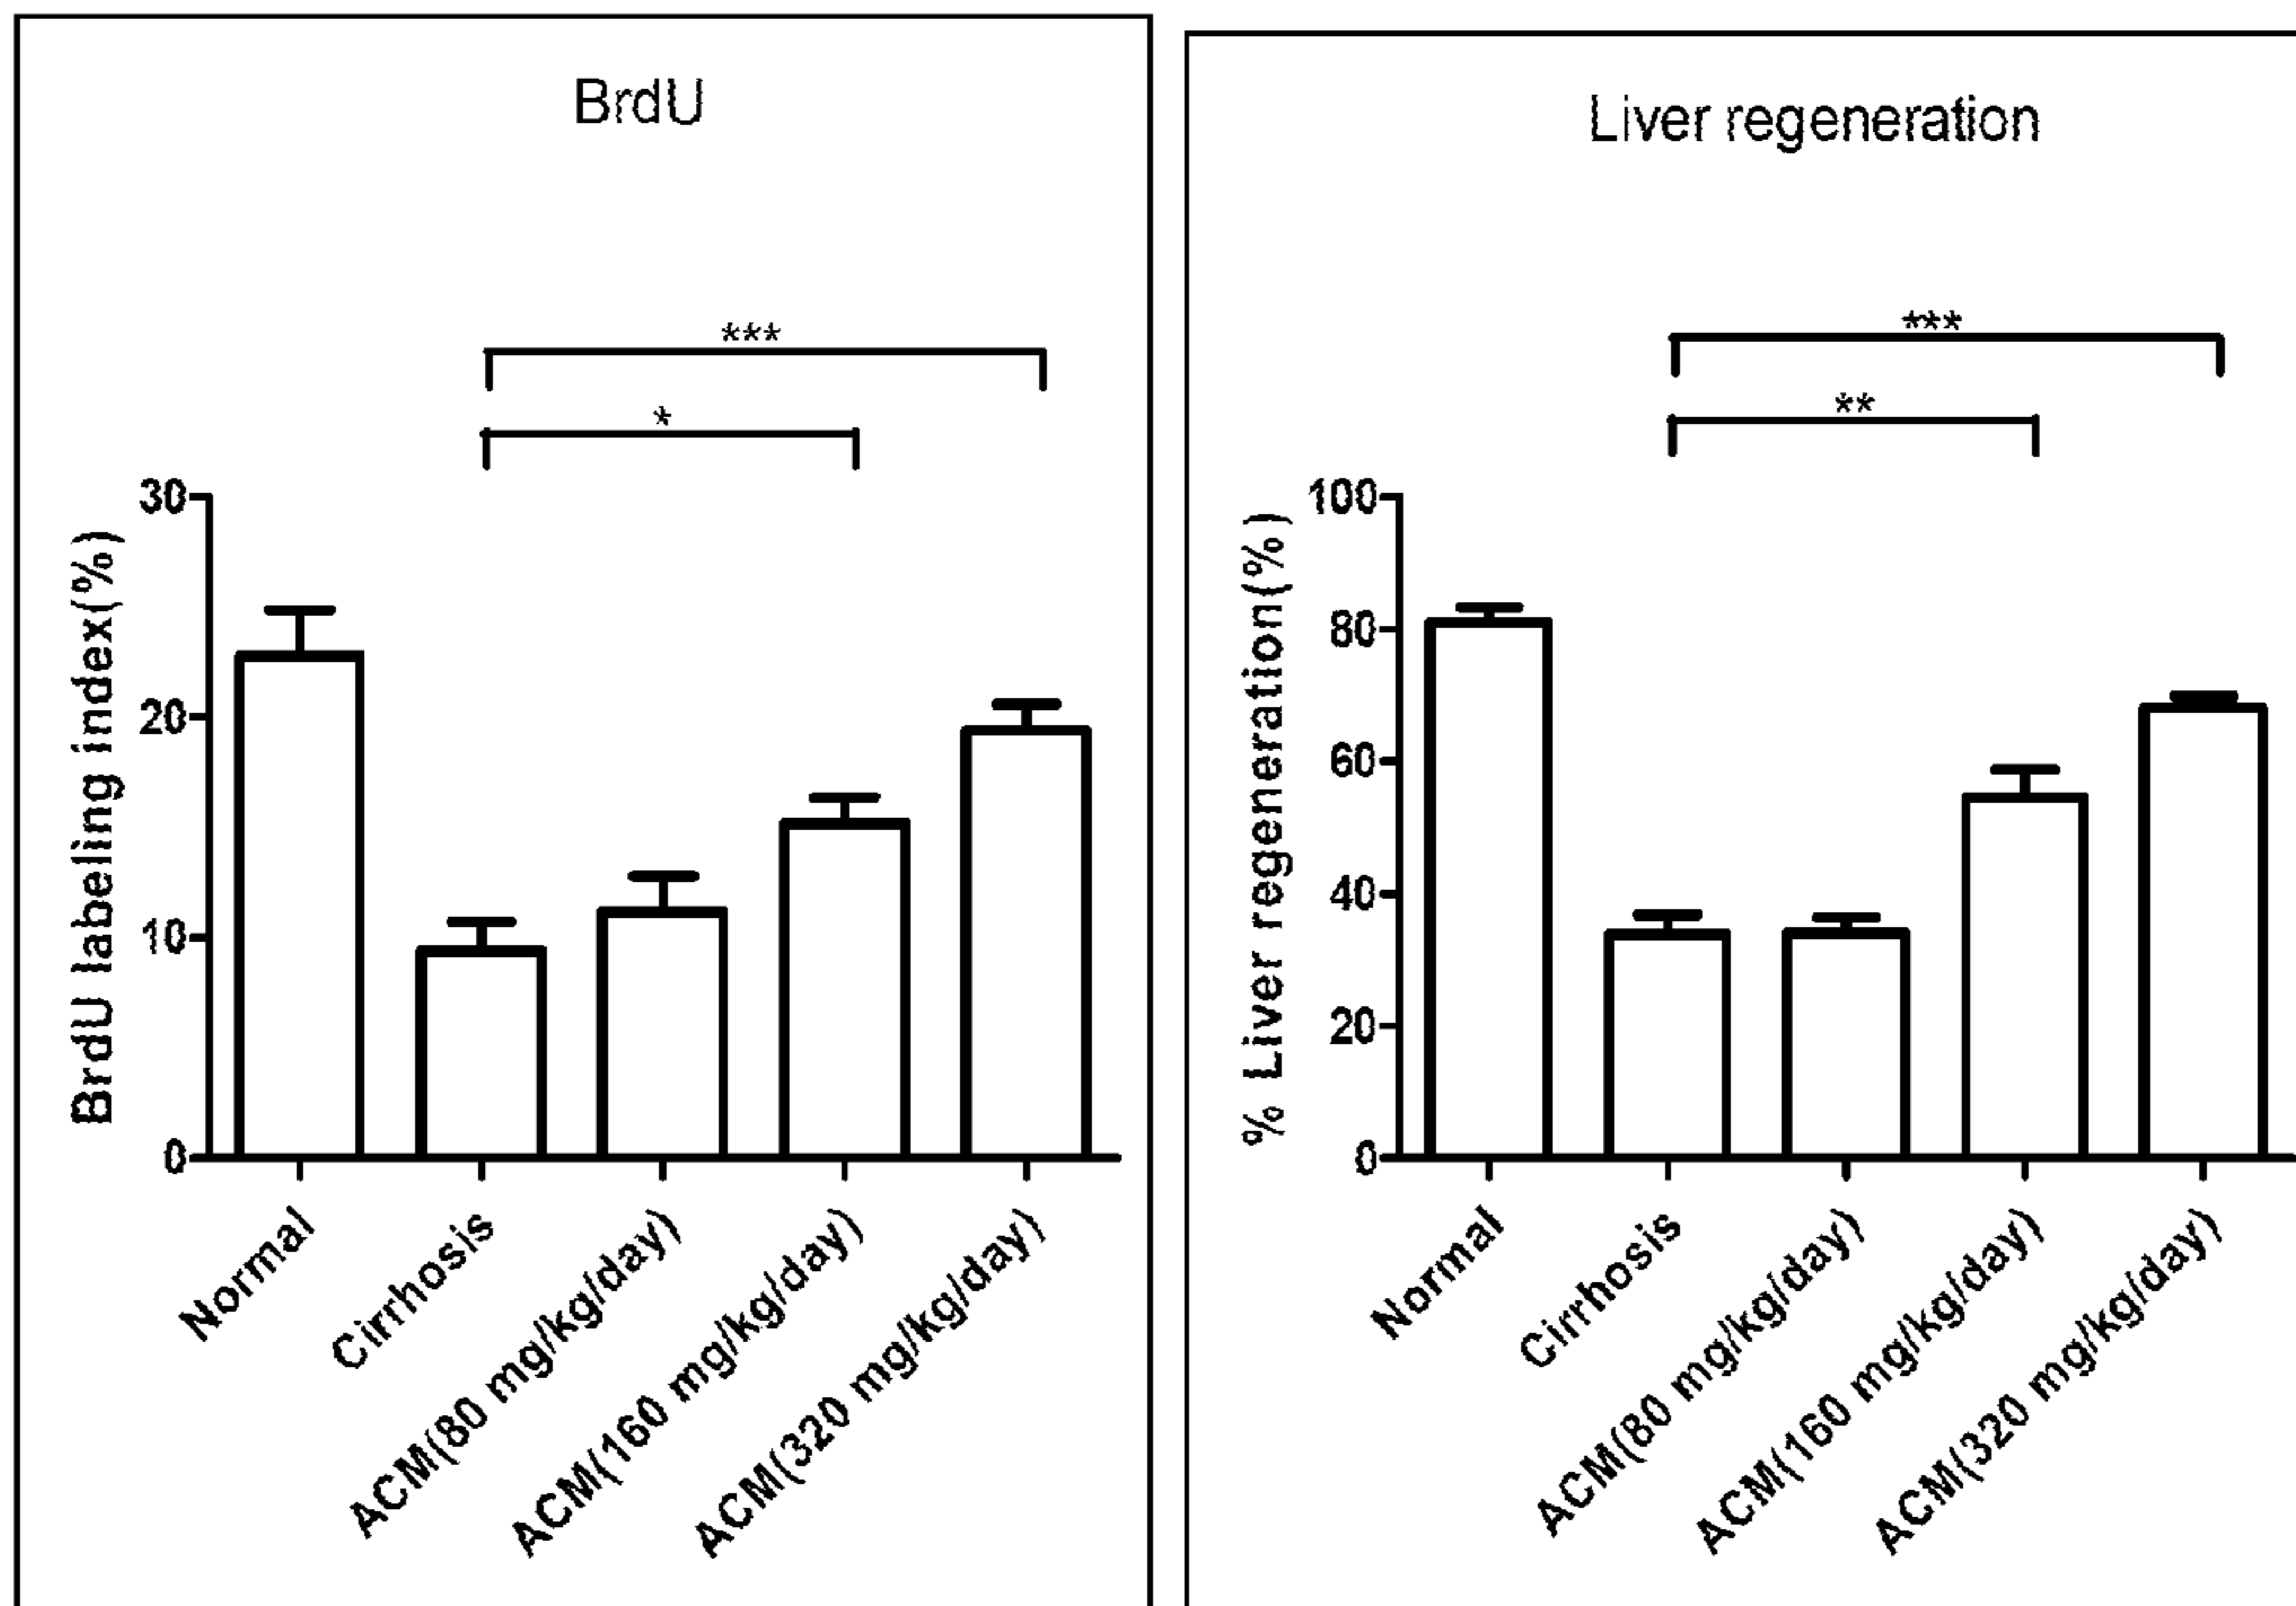 BrdU
***
*
BrdU labeling index(%)
30
20
10
0
Normal
Cirrhosis
ACM(80 mg/kg/day)
ACM(160 mg/kg/day)
ACM(320 mg/kg/day)
Liver regeneration
***
**
% Liver regeneration(%)
100
80
60
40
20
0
Normal
Cirrhosis
ACM(80 mg/kg/day)
ACM(160 mg/kg/day)
ACM(320 mg/kg/day)